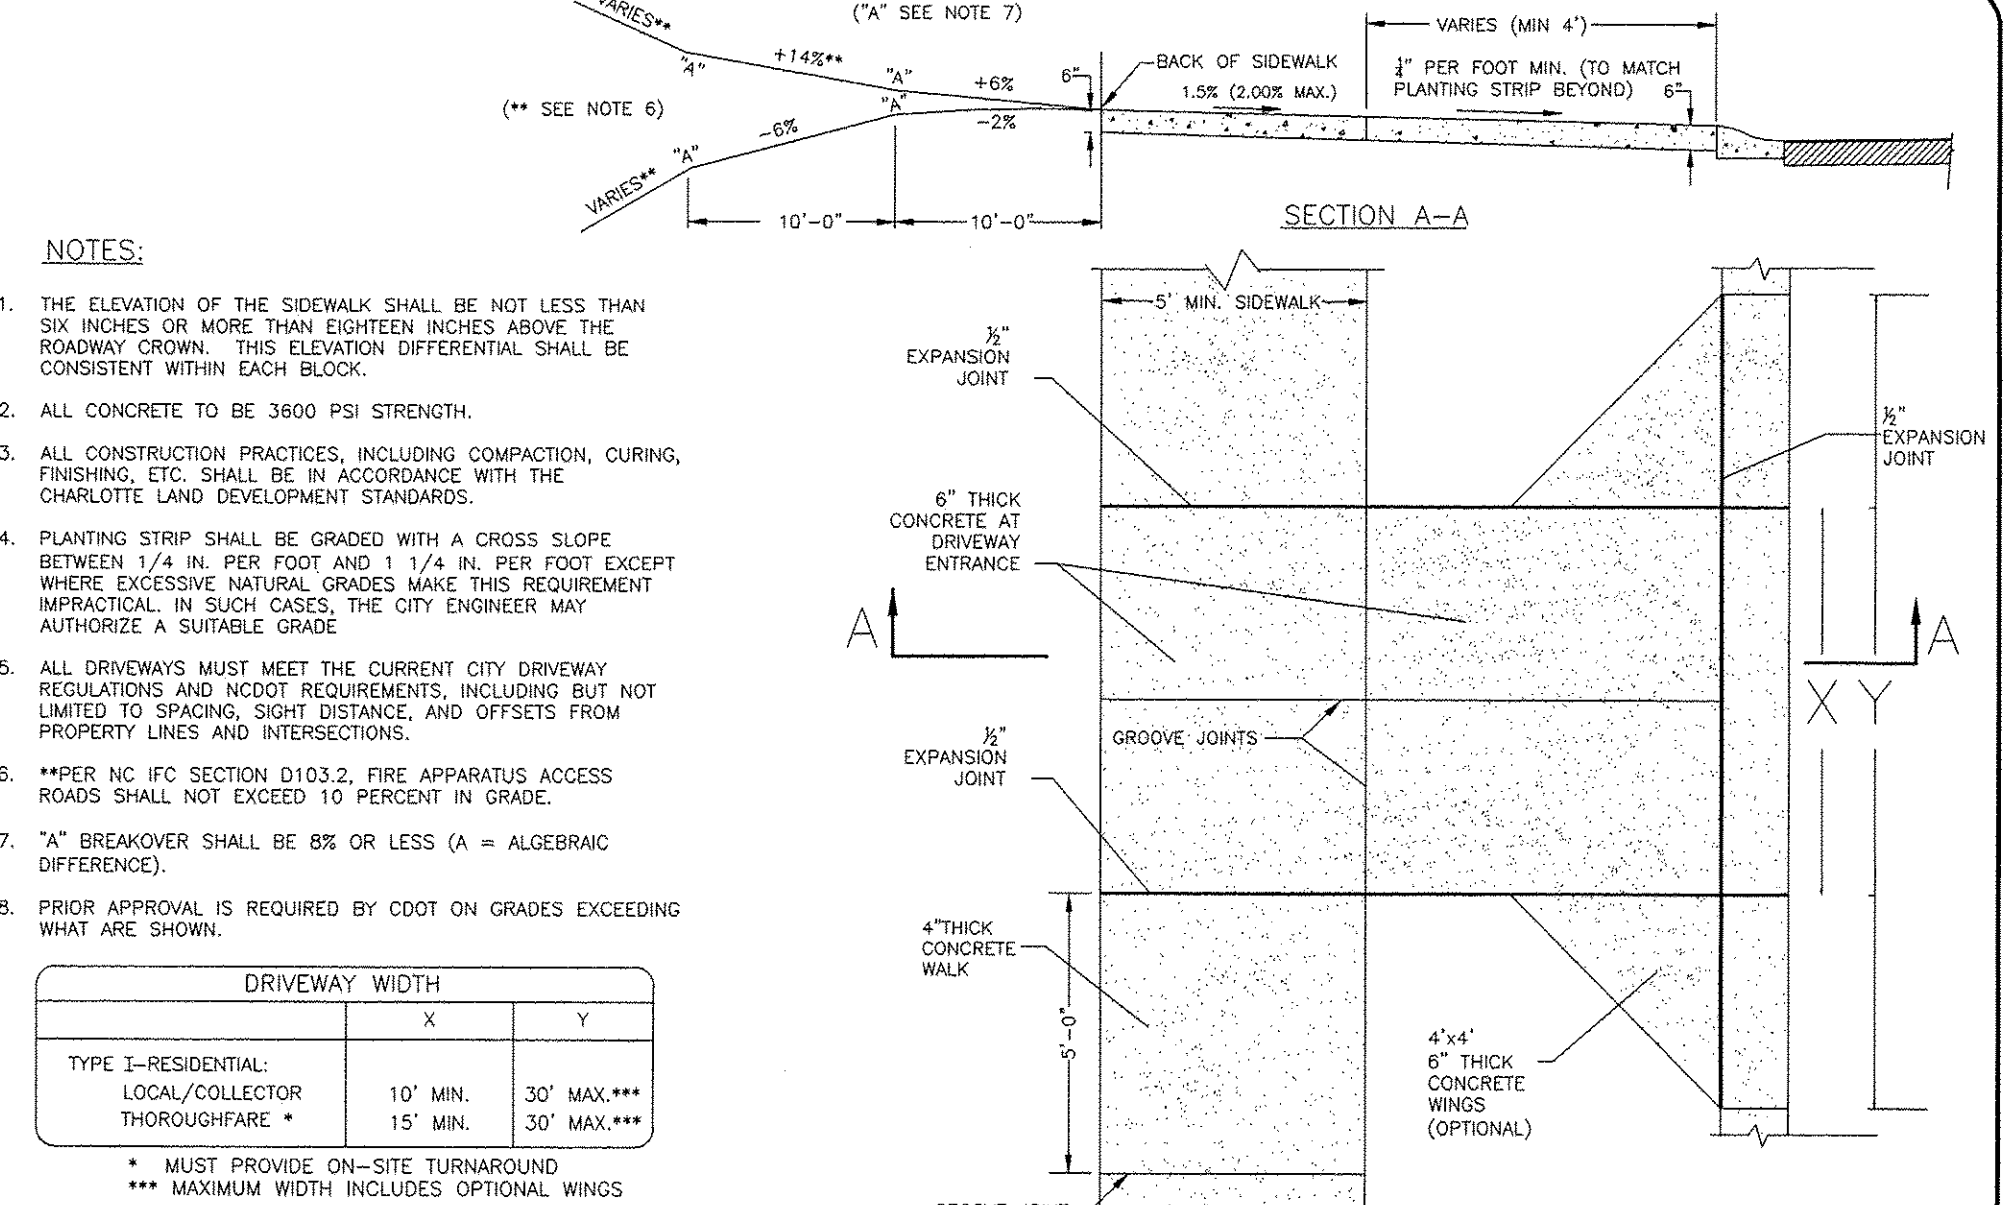 VARIES**
("A" SEE NOTE 7)
VARIES (MIN 4')
"A"
+14%**
"A"
+6%
6"
BACK OF SIDEWALK
1.5% (2.00% MAX.)
¼" PER FOOT MIN. (TO MATCH
PLANTING STRIP BEYOND)
6"
(** SEE NOTE 6)
"A"
-6%
"A"
-2%
VARIES**
10'-0"
10'-0"
SECTION A-A
NOTES:
1. THE ELEVATION OF THE SIDEWALK SHALL BE NOT LESS THAN
SIX INCHES OR MORE THAN EIGHTEEN INCHES ABOVE THE
ROADWAY CROWN. THIS ELEVATION DIFFERENTIAL SHALL BE
CONSISTENT WITHIN EACH BLOCK.
2. ALL CONCRETE TO BE 3600 PSI STRENGTH.
3. ALL CONSTRUCTION PRACTICES, INCLUDING COMPACTION, CURING,
FINISHING, ETC. SHALL BE IN ACCORDANCE WITH THE
CHARLOTTE LAND DEVELOPMENT STANDARDS.
4. PLANTING STRIP SHALL BE GRADED WITH A CROSS SLOPE
BETWEEN 1/4 IN. PER FOOT AND 1 1/4 IN. PER FOOT EXCEPT
WHERE EXCESSIVE NATURAL GRADES MAKE THIS REQUIREMENT
IMPRACTICAL. IN SUCH CASES, THE CITY ENGINEER MAY
AUTHORIZE A SUITABLE GRADE
5. ALL DRIVEWAYS MUST MEET THE CURRENT CITY DRIVEWAY
REGULATIONS AND NCDOT REQUIREMENTS, INCLUDING BUT NOT
LIMITED TO SPACING, SIGHT DISTANCE, AND OFFSETS FROM
PROPERTY LINES AND INTERSECTIONS.
6. **PER NC IFC SECTION D103.2, FIRE APPARATUS ACCESS
ROADS SHALL NOT EXCEED 10 PERCENT IN GRADE.
7. "A" BREAKOVER SHALL BE 8% OR LESS (A = ALGEBRAIC
DIFFERENCE).
8. PRIOR APPROVAL IS REQUIRED BY CDOT ON GRADES EXCEEDING
WHAT ARE SHOWN.
DRIVEWAY WIDTH
X Y
TYPE I-RESIDENTIAL:
LOCAL/COLLECTOR 10' MIN. 30' MAX.***
THOROUGHFARE * 15' MIN. 30' MAX.***
* MUST PROVIDE ON-SITE TURNAROUND
*** MAXIMUM WIDTH INCLUDES OPTIONAL WINGS
5' MIN. SIDEWALK
½"
EXPANSION
JOINT
½"
EXPANSION
JOINT
6" THICK
CONCRETE AT
DRIVEWAY
ENTRANCE
A
A
X Y
GROOVE JOINTS
½"
EXPANSION
JOINT
4"THICK
CONCRETE
WALK
5'-0"
4'x4'
6" THICK
CONCRETE
WINGS
(OPTIONAL)